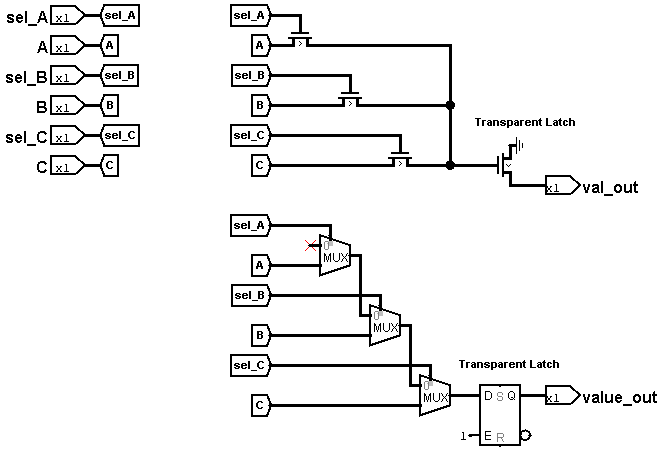 sel_A x1 sel_A
A x1 A
sel_B x1 sel_B
B x1 B
sel_C x1 sel_C
C x1 C
sel_A
A
sel_B
B
sel_C
C
Transparent Latch
x1 val_out
sel_A
0
MUX
A
sel_B
0
MUX
B
sel_C
0
MUX
C
Transparent Latch
D S Q
1 E R
x1 value_out